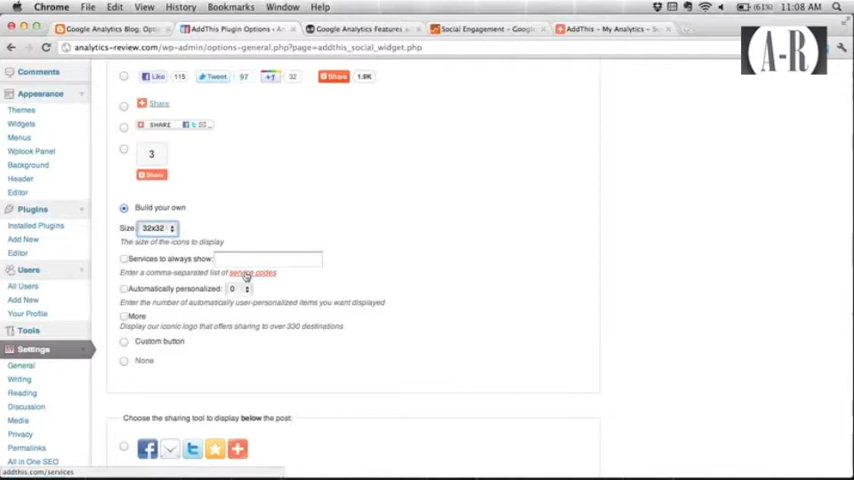 Chrome File Edit View History Bookmarks Window Help
(61%) 11:08 AM
Google Analytics Blog: Optio
AddThis Plugin Options ‹ Ana
Google Analytics Features
Social Engagement - Google
AddThis – My Analytics – S
analytics-review.com/wp-admin/options-general.php?page=addthis_social_widget.php
A-R
Comments
Appearance
Themes
Widgets
Menus
Wplook Panel
Background
Header
Editor
Plugins
Installed Plugins
Add New
Editor
Users
All Users
Add New
Your Profile
Tools
Settings
General
Writing
Reading
Discussion
Media
Privacy
Permalinks
All in One SEO
addthis.com/services
Like 115 Tweet 97 +1 32 Share 1.9K
Share
SHARE
3
Share
Build your own
Size: 32x32
The size of the icons to display
Services to always show:
Enter a comma-separated list of service codes
Automatically personalized: 0
Enter the number of automatically user-personalized items you want displayed
More
Display our iconic logo that offers sharing to over 330 destinations
Custom button
None
Choose the sharing tool to display below the post: